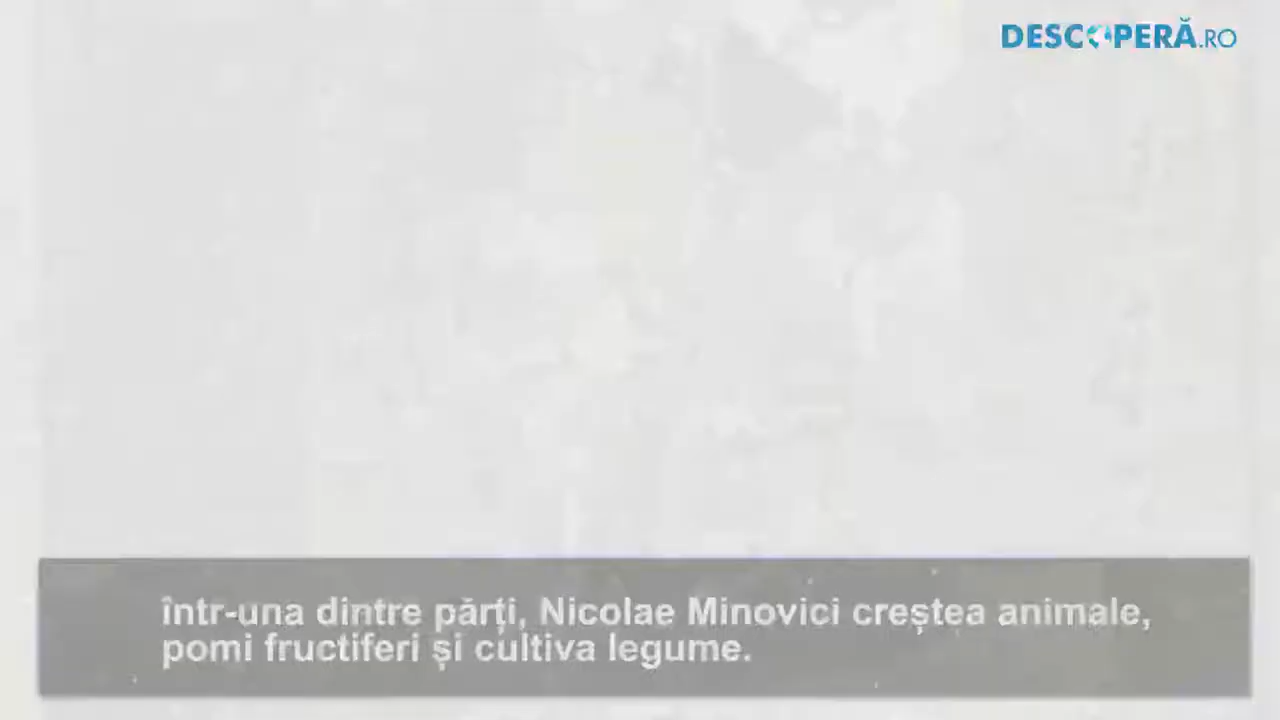 DESCOPERĂ.RO
într-una dintre părți, Nicolae Minovici creștea animale,
pomi fructiferi și cultiva legume.